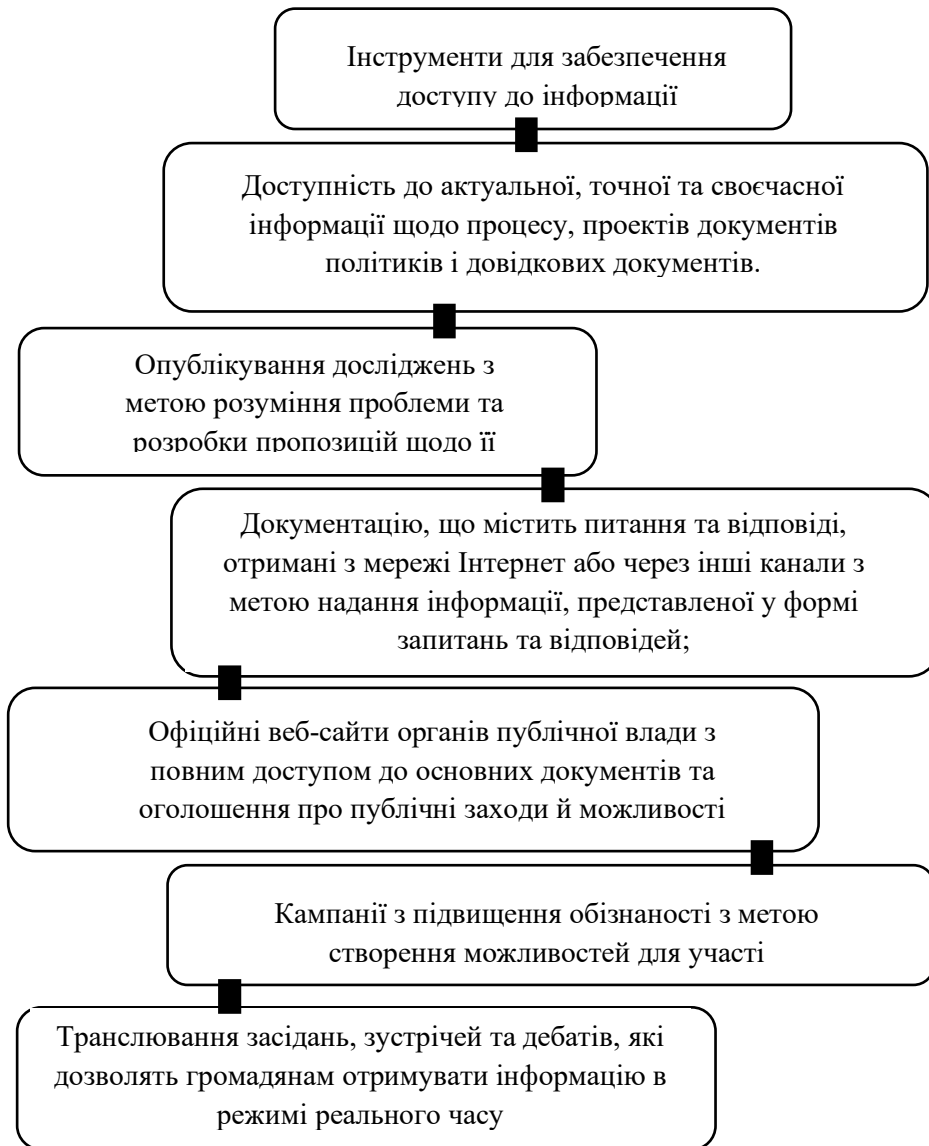 Інструменти для забезпечення
доступу до інформації
Доступність до актуальної, точної та своєчасної
інформації щодо процесу, проектів документів
політиків і довідкових документів.
Опублікування досліджень з
метою розуміння проблеми та
розробки пропозицій щодо її
Документацію, що містить питання та відповіді,
отримані з мережі Інтернет або через інші канали з
метою надання інформації, представленої у формі
запитань та відповідей;
Офіційні веб-сайти органів публічної влади з
повним доступом до основних документів та
оголошення про публічні заходи й можливості
Кампанії з підвищення обізнаності з метою
створення можливостей для участі
Транслювання засідань, зустрічей та дебатів, які
дозволять громадянам отримувати інформацію в
режимі реального часу